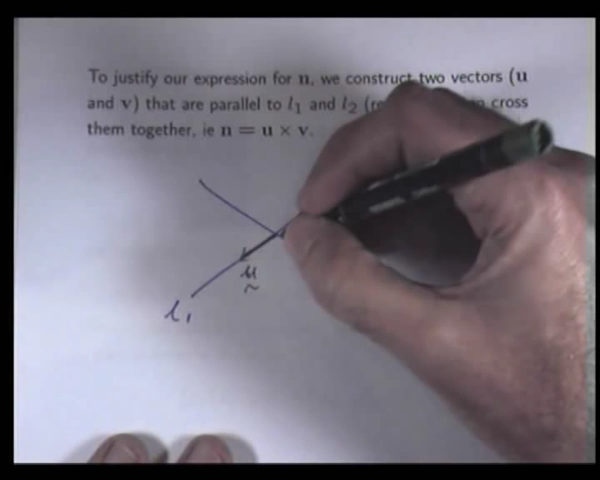 To justify our expression for n, we construct two vectors (u
and v) that are parallel to l₁ and l₂ cross
them together, ie n = u × v.
u
~
l₁